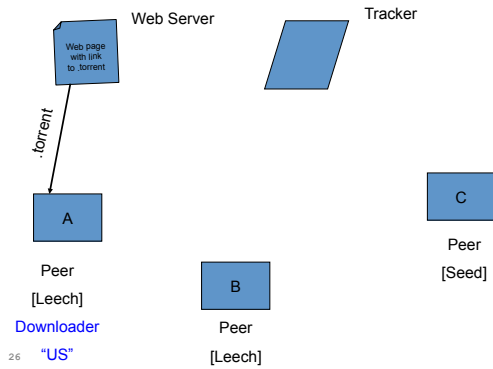 Web Server
Tracker
Web page
with link
to .torrent
.torrent
A
C
Peer
[Seed]
Peer
[Leech]
Downloader
"US"
B
Peer
[Leech]
26